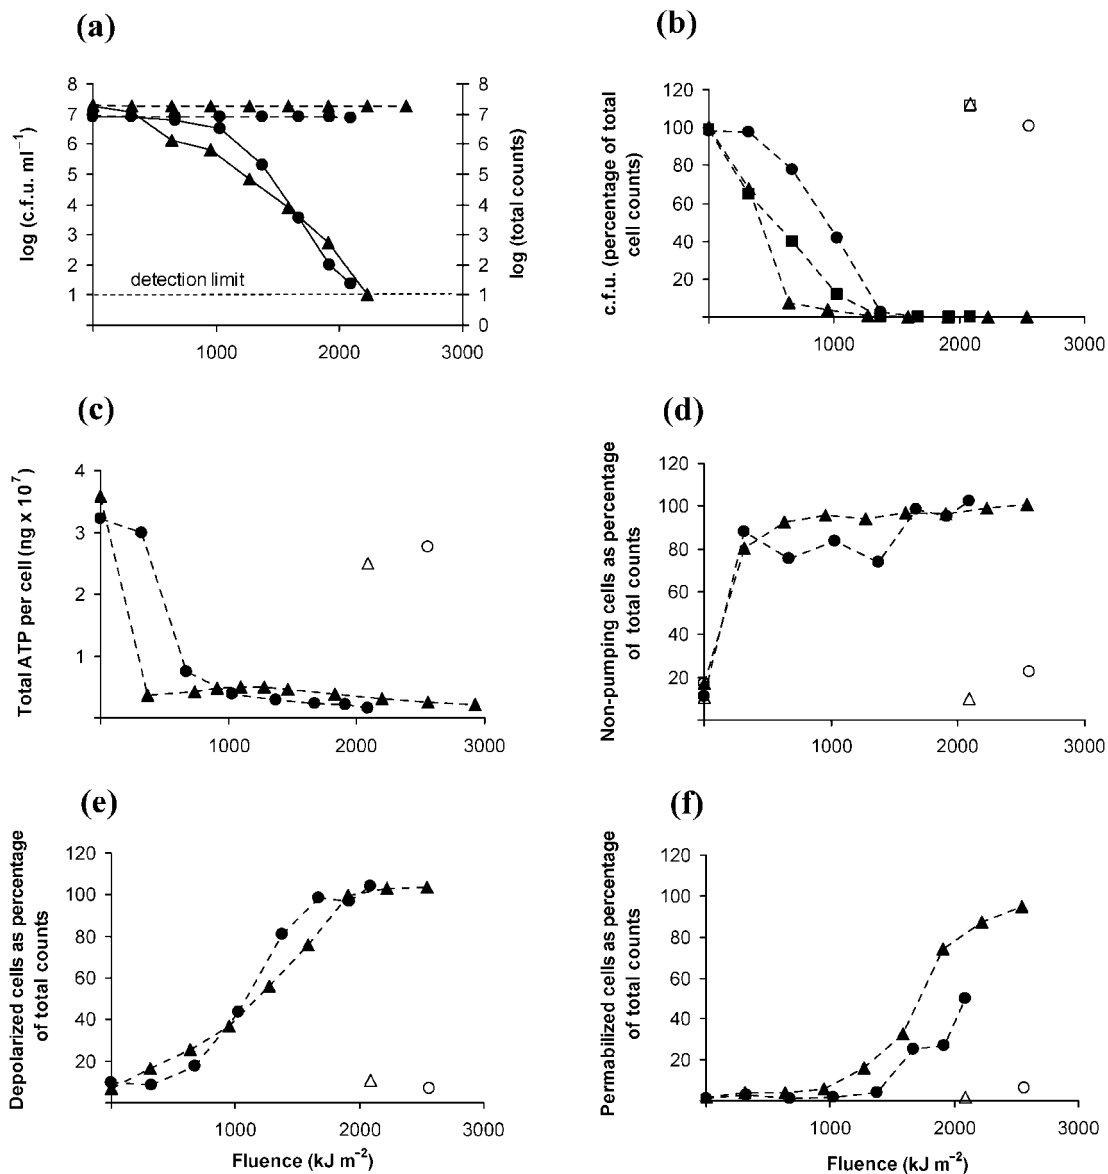 (a)
8
7
6
5
4
3
2
1
log (c.f.u. ml⁻¹)
detection limit
8
7
6
5
4
3
2
1
0
log (total counts)
1000 2000 3000
(b)
120
100
80
60
40
20
c.f.u. (percentage of total
cell counts)
1000 2000 3000
(c)
4
3
2
1
Total ATP per cell (ng x 10⁷)
1000 2000 3000
(d)
120
100
80
60
40
20
Non-pumping cells as percentage
of total counts
1000 2000 3000
(e)
120
100
80
60
40
20
Depolarized cells as percentage
of total counts
1000 2000 3000
Fluence (kJ m⁻²)
(f)
120
100
80
60
40
20
Permabilized cells as percentage
of total counts
1000 2000 3000
Fluence (kJ m⁻²)